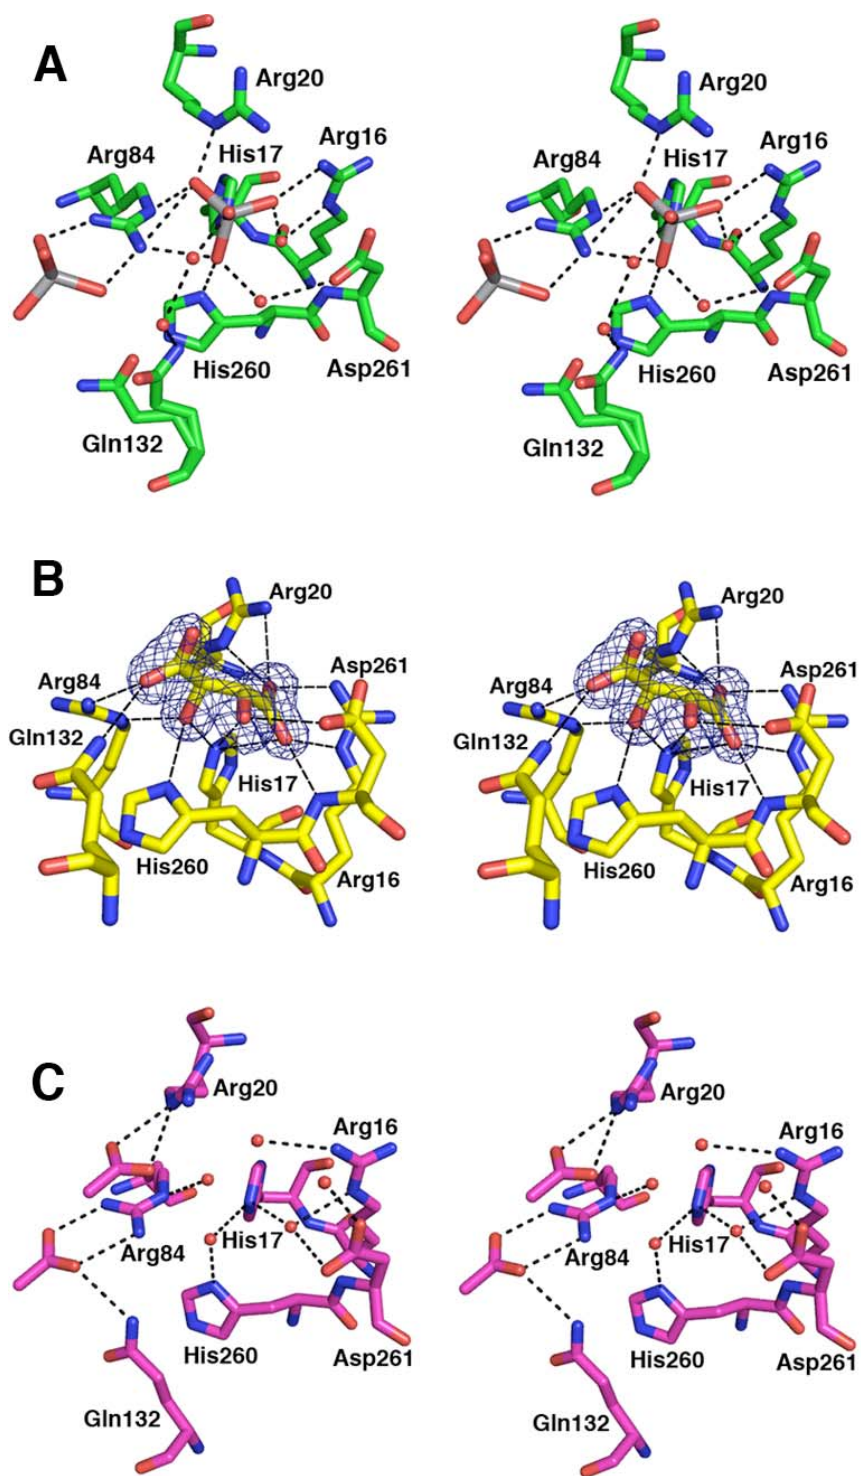 A
Arg20 Arg20
Arg84 His17 Arg16 Arg84 His17 Arg16
His260 Asp261 His260 Asp261
Gln132 Gln132
B
Arg20 Arg20
Arg84 Asp261 Arg84 Asp261
Gln132 Gln132
His17 His17
His260 Arg16 His260 Arg16
C
Arg20 Arg20
Arg16 Arg16
Arg84 His17 Arg84 His17
His260 Asp261 His260 Asp261
Gln132 Gln132